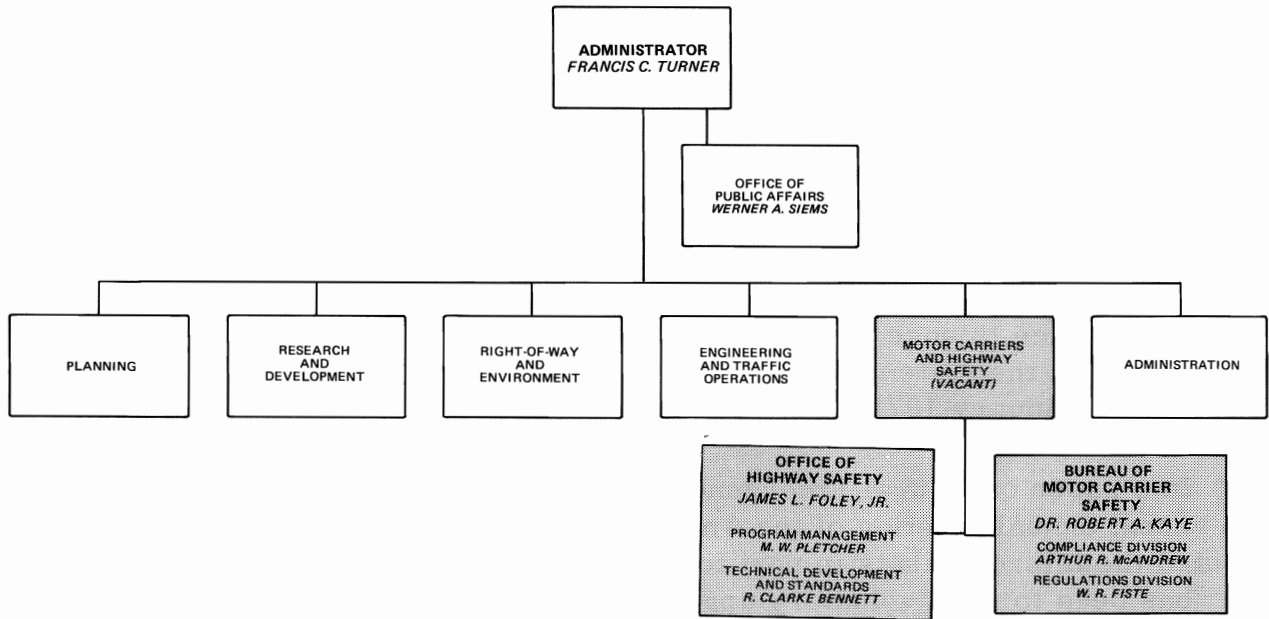 ADMINISTRATOR
FRANCIS C. TURNER
OFFICE OF
PUBLIC AFFAIRS
WERNER A. SIEMS
PLANNING
RESEARCH
AND
DEVELOPMENT
RIGHT-OF-WAY
AND
ENVIRONMENT
ENGINEERING
AND TRAFFIC
OPERATIONS
MOTOR CARRIERS
AND HIGHWAY
SAFETY
(VACANT)
ADMINISTRATION
OFFICE OF
HIGHWAY SAFETY
JAMES L. FOLEY, JR.
PROGRAM MANAGEMENT
M. W. PLETCHER
TECHNICAL DEVELOPMENT
AND STANDARDS
R. CLARKE BENNETT
BUREAU OF
MOTOR CARRIER
SAFETY
DR. ROBERT A. KAYE
COMPLIANCE DIVISION
ARTHUR R. McANDREW
REGULATIONS DIVISION
W. R. FISTE